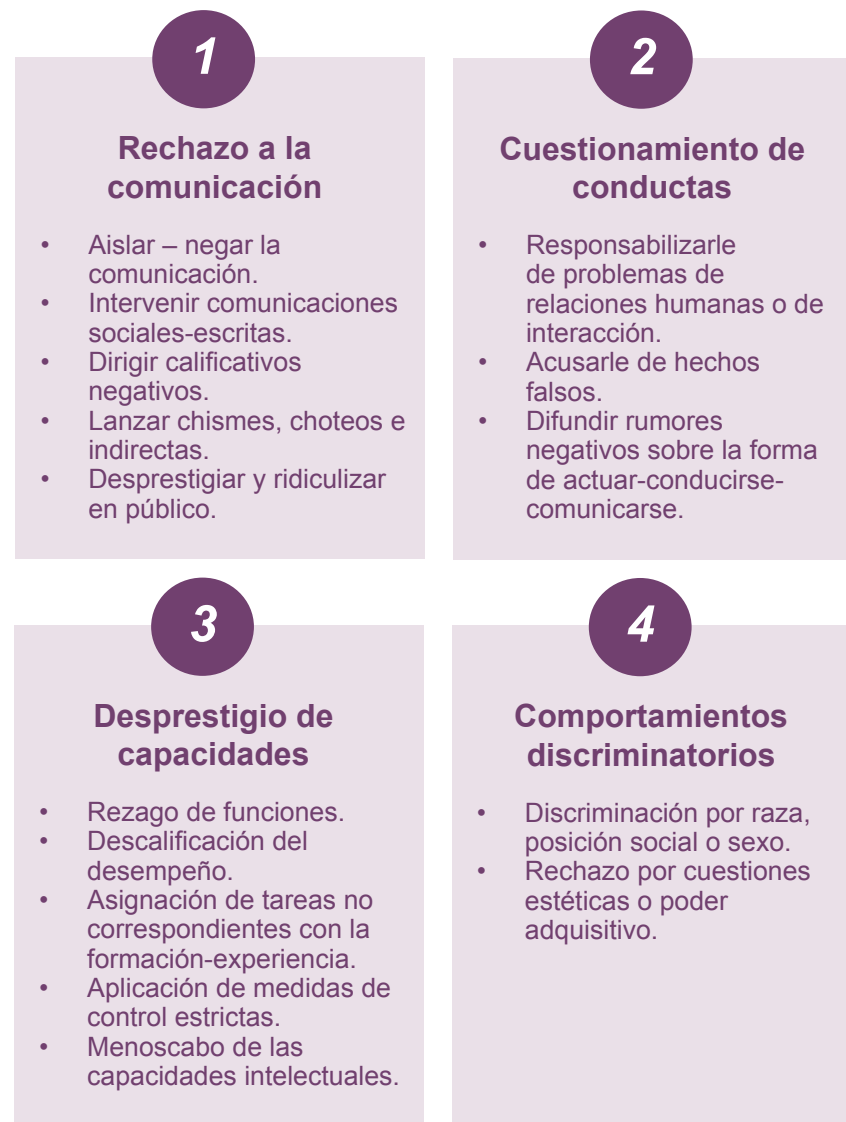 1
Rechazo a la
comunicación
• Aislar – negar la
comunicación.
• Intervenir comunicaciones
sociales-escritas.
• Dirigir calificativos
negativos.
• Lanzar chismes, choteos e
indirectas.
• Desprestigiar y ridiculizar
en público.
2
Cuestionamiento de
conductas
• Responsabilizarle
de problemas de
relaciones humanas o de
interacción.
• Acusarle de hechos
falsos.
• Difundir rumores
negativos sobre la forma
de actuar-conducirse-
comunicarse.
3
Desprestigio de
capacidades
• Rezago de funciones.
• Descalificación del
desempeño.
• Asignación de tareas no
correspondientes con la
formación-experiencia.
• Aplicación de medidas de
control estrictas.
• Menoscabo de las
capacidades intelectuales.
4
Comportamientos
discriminatorios
• Discriminación por raza,
posición social o sexo.
• Rechazo por cuestiones
estéticas o poder
adquisitivo.